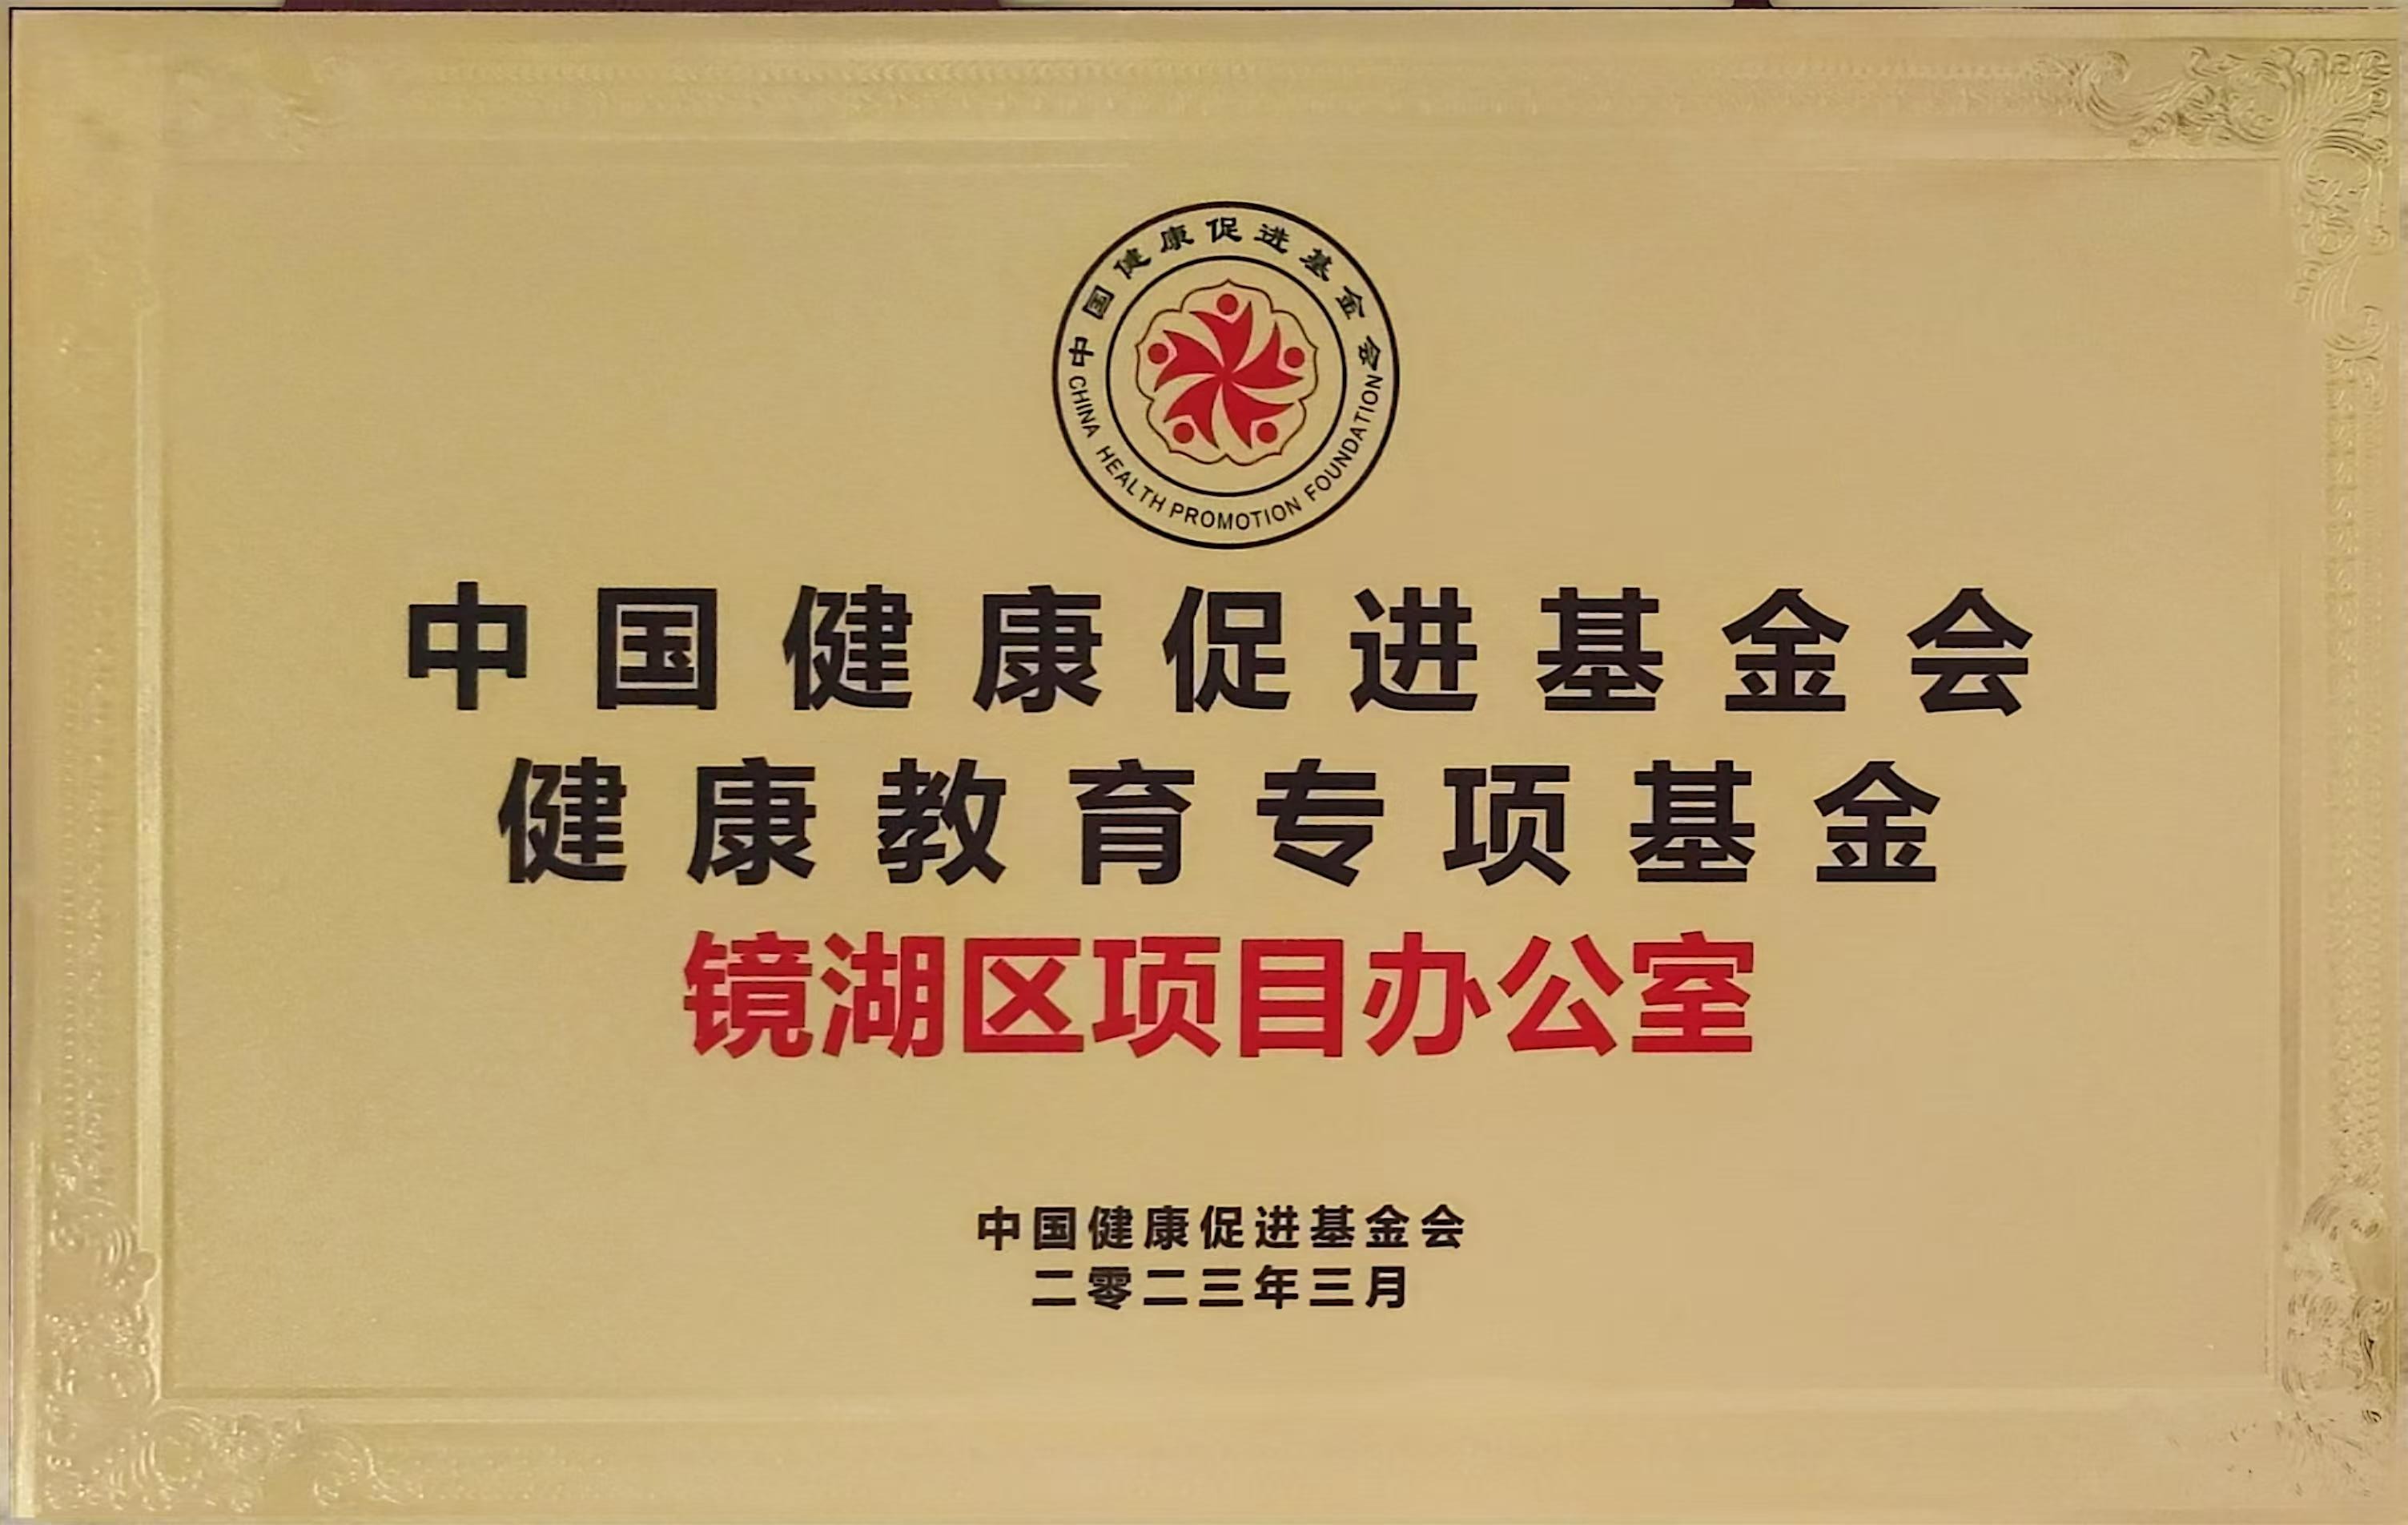 中国健康促进基金会
CHINA HEALTH PROMOTION FOUNDATION
中国健康促进基金会
健康教育专项基金
镜湖区项目办公室
中国健康促进基金会
二零二三年三月